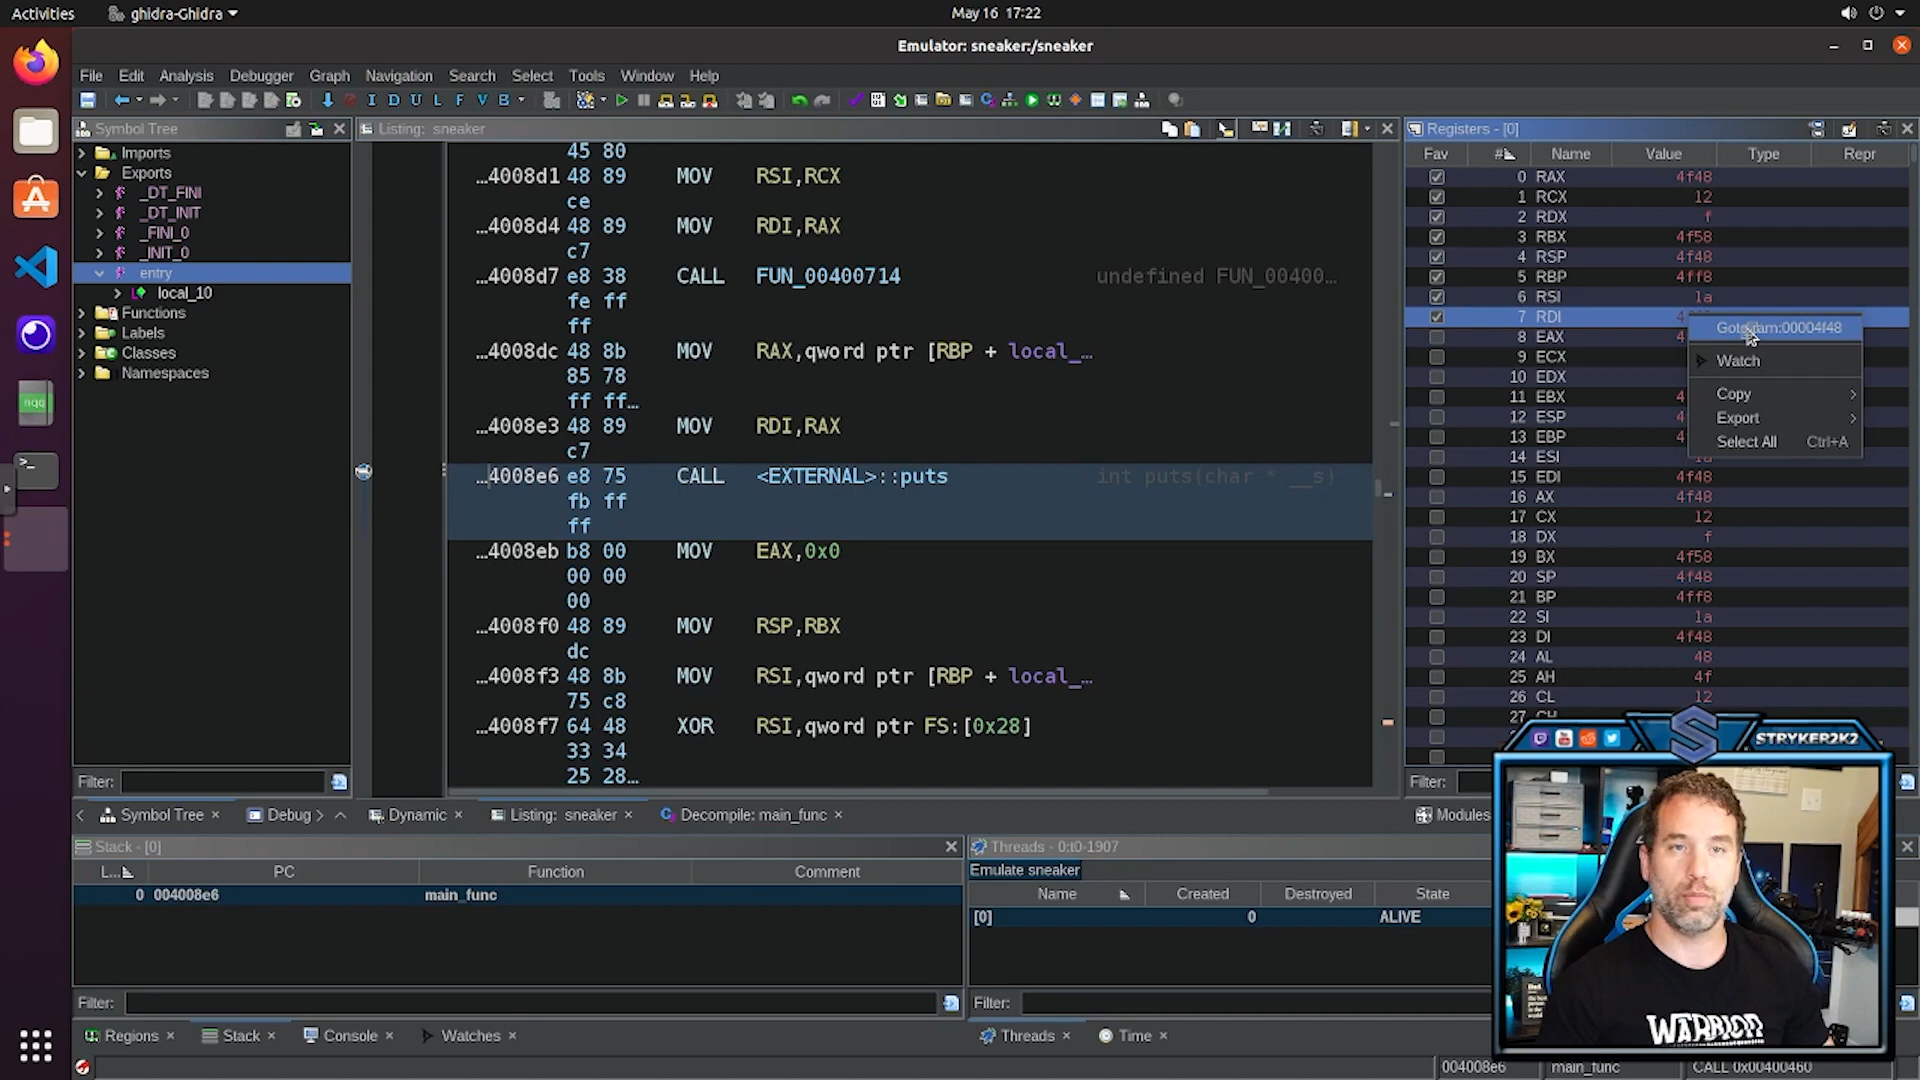 Activities
ghidra-Ghidra
May 16 17:22
Emulator: sneaker:/sneaker
File Edit Analysis Debugger Graph Navigation Search Select Tools Window Help
I D U L F V B
Symbol Tree
Imports
Exports
_DT_FINI
_DT_INIT
_FINI_0
_INIT_0
entry
local_10
Functions
Labels
Classes
Namespaces
Filter:
Listing: sneaker
45 80
...4008d1 48 89 MOV RSI,RCX
ce
...4008d4 48 89 MOV RDI,RAX
c7
...4008d7 e8 38 CALL FUN_00400714 undefined FUN_00400...
fe ff
ff
...4008dc 48 8b MOV RAX,qword ptr [RBP + local_...
85 78
ff ff...
...4008e3 48 89 MOV RDI,RAX
c7
...4008e6 e8 75 CALL <EXTERNAL>::puts int puts(char * __s)
fb ff
ff
...4008eb b8 00 MOV EAX,0x0
00 00
00
...4008f0 48 89 MOV RSP,RBX
dc
...4008f3 48 8b MOV RSI,qword ptr [RBP + local_...
75 c8
...4008f7 64 48 XOR RSI,qword ptr FS:[0x28]
33 34
25 28...
Registers - [0]
Fav # Name Value Type Repr
0 RAX 4f48
1 RCX 12
2 RDX f
3 RBX 4f58
4 RSP 4f48
5 RBP 4ff8
6 RSI 1a
7 RDI
8 EAX
9 ECX
10 EDX
11 EBX
12 ESP
13 EBP
14 ESI
15 EDI 4f48
16 AX 4f48
17 CX 12
18 DX f
19 BX 4f58
20 SP 4f48
21 BP 4ff8
22 SI 1a
23 DI 4f48
24 AL 48
25 AH 4f
26 CL 12
27 CH
Watch
Copy
Export
Select All Ctrl+A
Filter:
Symbol Tree
Debug
Dynamic
Listing: sneaker
Decompile: main_func
Modules
Stack - [0]
L... PC Function Comment
0 004008e6 main_func
Filter:
Threads - 0:t0-1907
Emulate sneaker
Name Created Destroyed State
[0] 0 ALIVE
Filter:
Regions
Stack
Console
Watches
Threads
Time
004008e6 main_func CALL 0x00400460
nqq
STRYKER2K2
WARRIOR